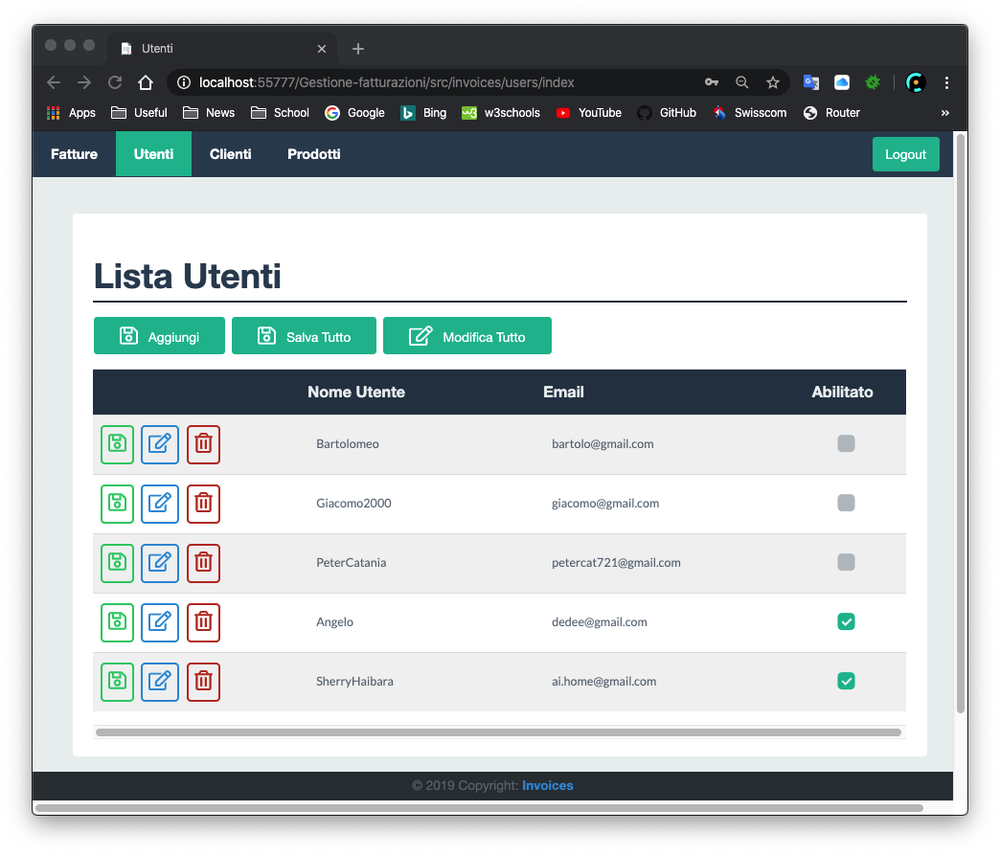 Utenti
localhost:55777/Gestione-fatturazioni/src/invoices/users/index
Apps Useful News School Google Bing w3schools YouTube GitHub Swisscom Router »
Fatture Utenti Clienti Prodotti Logout
Lista Utenti
Aggiungi Salva Tutto Modifica Tutto
Nome Utente Email Abilitato
Bartolomeo bartolo@gmail.com
Giacomo2000 giacomo@gmail.com
PeterCatania petercat721@gmail.com
Angelo dedee@gmail.com
SherryHaibara ai.home@gmail.com
© 2019 Copyright: Invoices